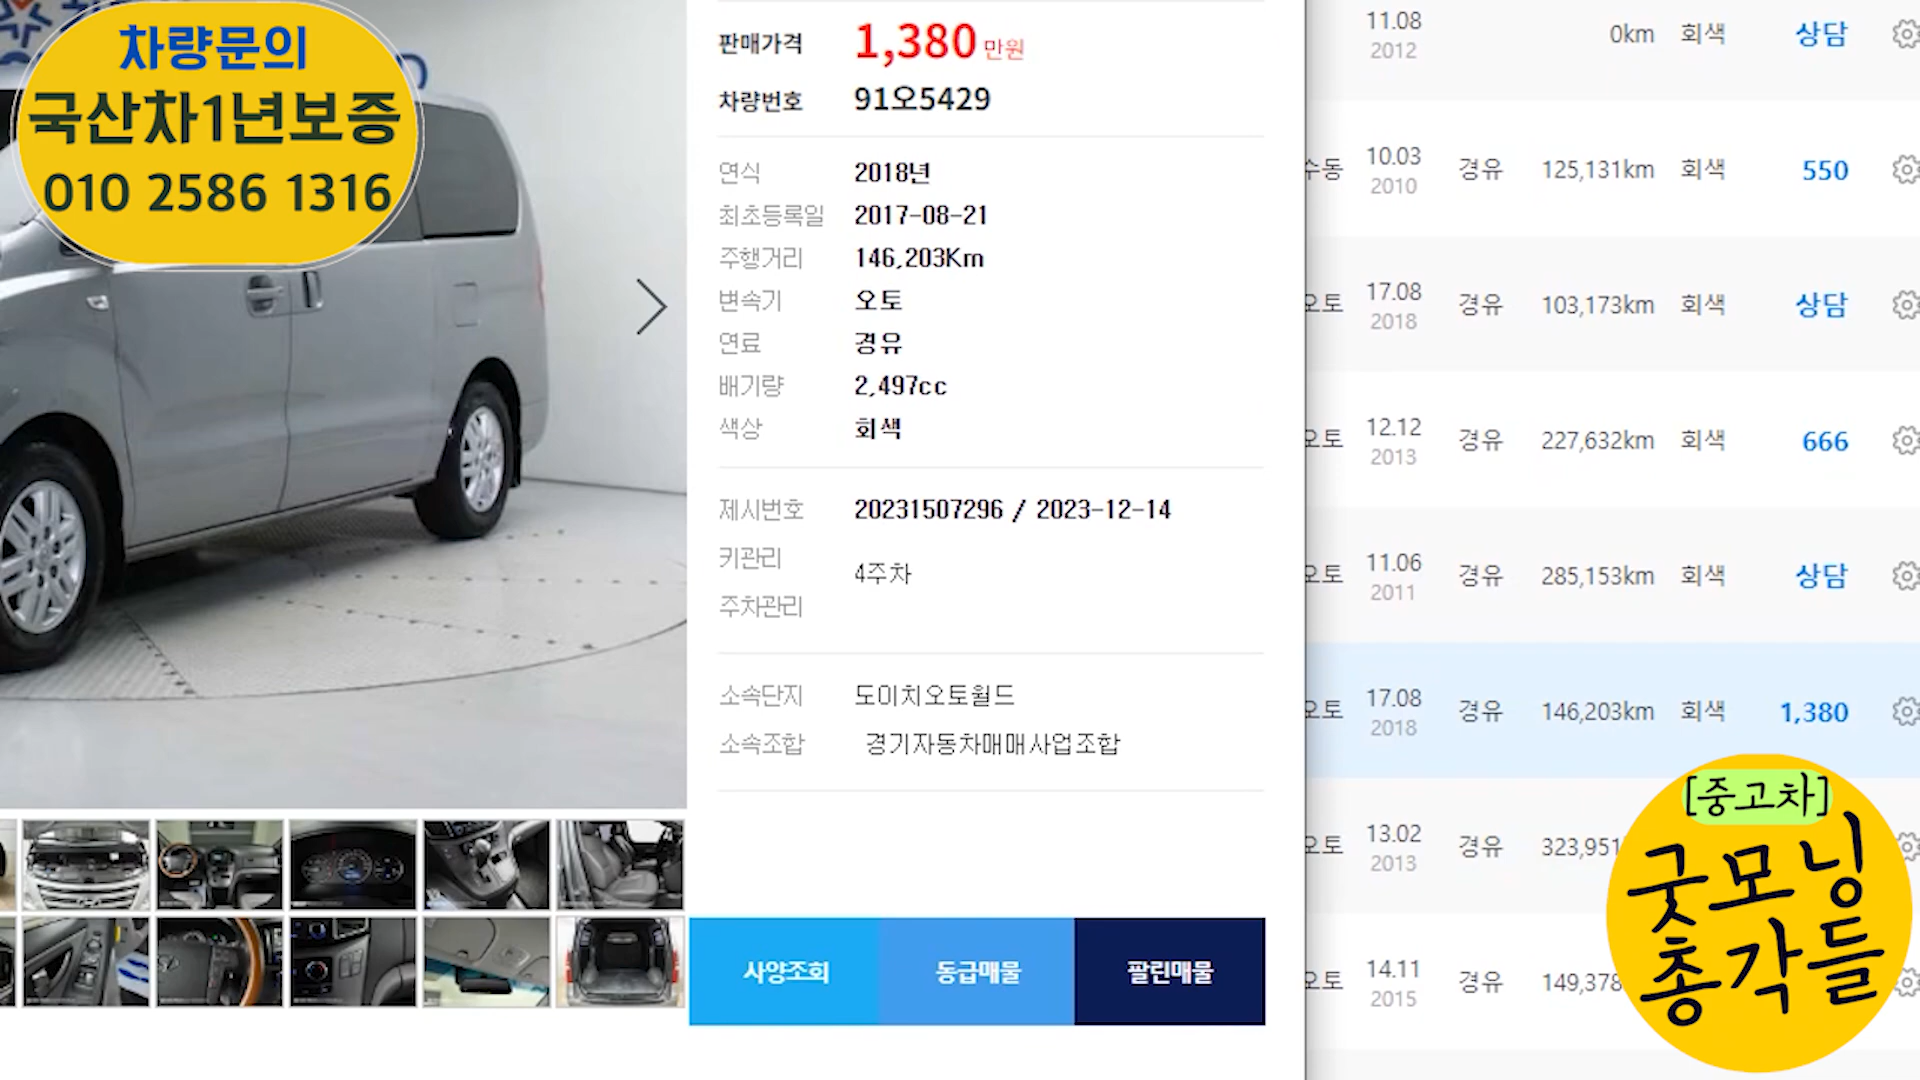 차량문의
국산차1년보증
010 2586 1316
판매가격 1,380 만원
차량번호 91오5429
연식 2018년
최초등록일 2017-08-21
주행거리 146,203Km
변속기 오토
연료 경유
배기량 2,497cc
색상 회색
제시번호 20231507296 / 2023-12-14
키관리
4주차
주차관리
소속단지 도이치오토월드
소속조합 경기자동차매매사업조합
사양조회 동급매물 팔린매물
11.08 0km 회색 상담
2012
수동 10.03 경유 125,131km 회색 550
2010
오토 17.08 경유 103,173km 회색 상담
2018
오토 12.12 경유 227,632km 회색 666
2013
오토 11.06 경유 285,153km 회색 상담
2011
오토 17.08 경유 146,203km 회색 1,380
2018
오토 13.02 경유 323,951
2013
오토 14.11 경유 149,378
2015
[중고차]
굿모닝
총각들